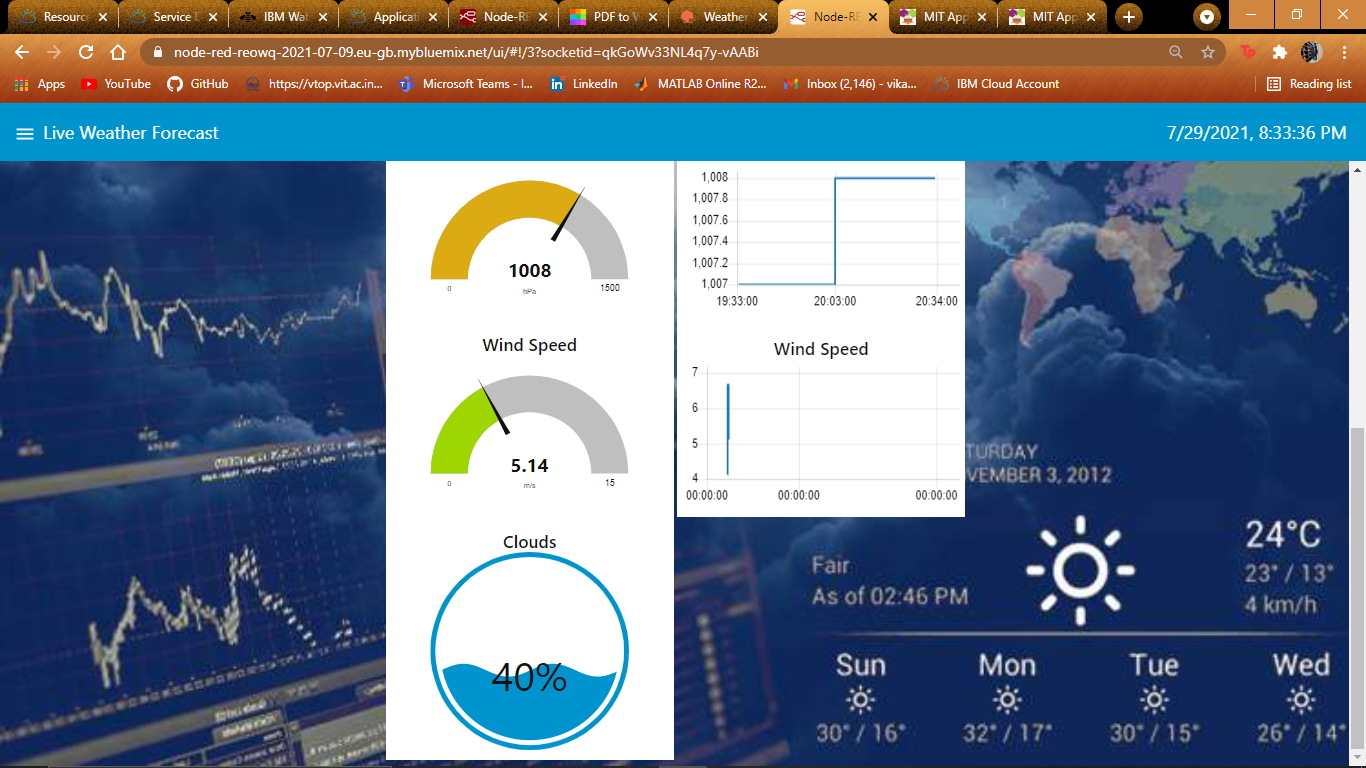 Resource
Service D
IBM Wat
Applicati
Node-RE
PDF to W
Weather
Node-RE
MIT App
MIT App
node-red-reowq-2021-07-09.eu-gb.mybluemix.net/ui/#!/3?socketid=qkGoWv33NL4q7y-vAABi
Apps
YouTube
GitHub
https://vtop.vit.ac.in...
Microsoft Teams - I...
LinkedIn
MATLAB Online R2...
Inbox (2,146) - vika...
IBM Cloud Account
Reading list
Live Weather Forecast
7/29/2021, 8:33:36 PM
1008
0
hPa
1500
Wind Speed
5.14
0
m/s
15
Clouds
40%
1,008
1,007.8
1,007.6
1,007.4
1,007.2
1,007
19:33:00 20:03:00 20:34:00
Wind Speed
7
6
5
4
00:00:00 00:00:00 00:00:00
TURDAY
VEMBER 3, 2012
Fair
As of 02:46 PM
24°C
23° / 13°
4 km/h
Sun Mon Tue Wed
30° / 16° 32° / 17° 30° / 15° 26° / 14°